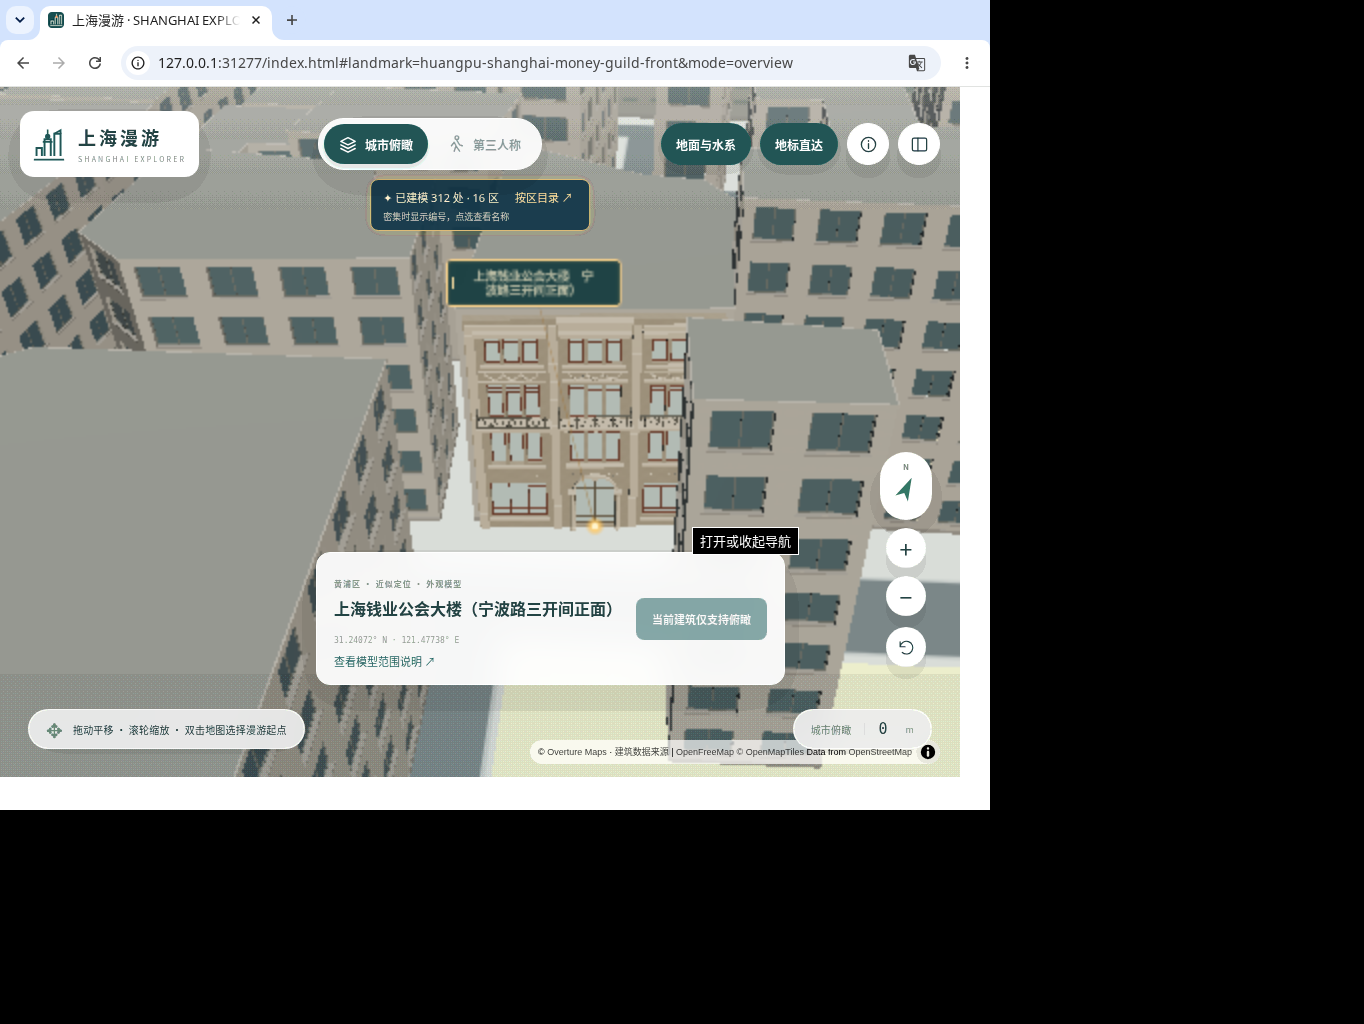 上海漫游 · SHANGHAI EXPLO
127.0.0.1:31277/index.html#landmark=huangpu-shanghai-money-guild-front&mode=overview
上海漫游
SHANGHAI EXPLORER
城市俯瞰
第三人称
地面与水系
地标直达
✦ 已建模 312 处 · 16 区 按区目录 ↗
密集时显示编号，点选查看名称
上海钱业公会大楼（宁
波路三开间正面）
N
打开或收起导航
黄浦区 · 近似定位 · 外观模型
上海钱业公会大楼（宁波路三开间正面）
当前建筑仅支持俯瞰
31.24072° N · 121.47738° E
查看模型范围说明 ↗
拖动平移 · 滚轮缩放 · 双击地图选择漫游起点
城市俯瞰 0 m
© Overture Maps · 建筑数据来源 | OpenFreeMap © OpenMapTiles Data from OpenStreetMap